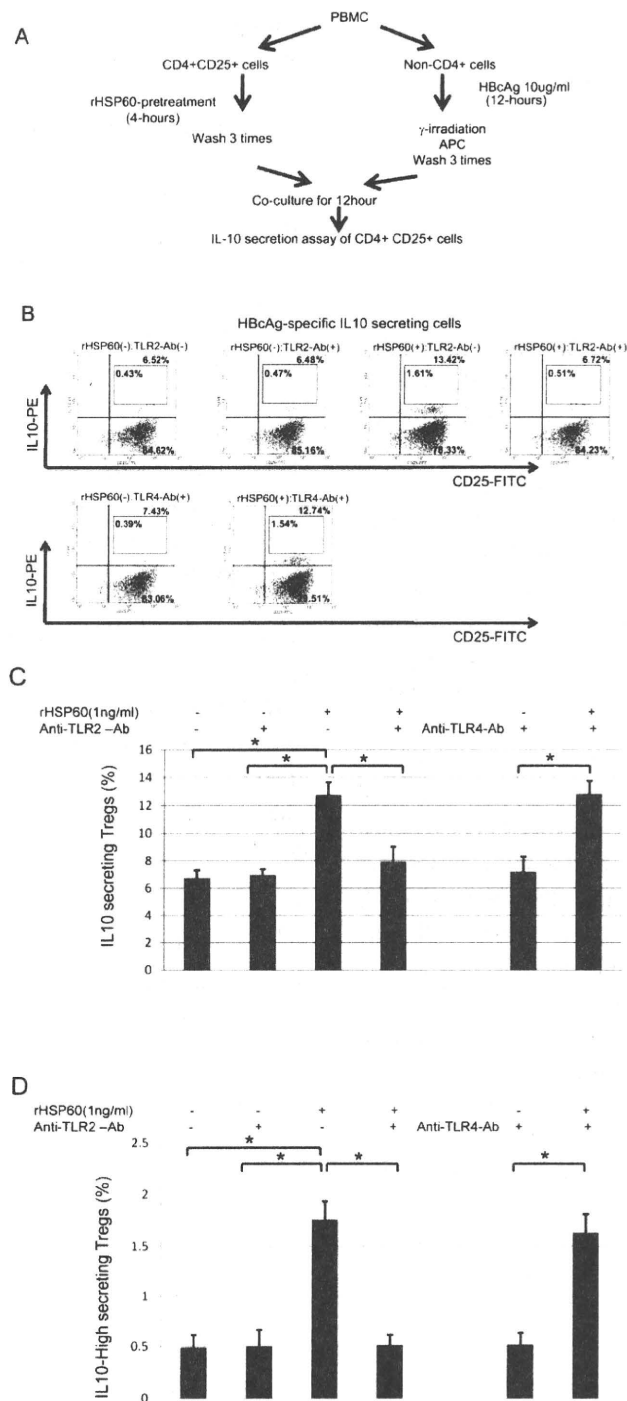 A
PBMC
CD4+CD25+ cells
Non-CD4+ cells
rHSP60-pretreatment
(4-hours)
HBcAg 10ug/ml
(12-hours)
Wash 3 times
γ-irradiation
APC
Wash 3 times
Co-culture for 12hour
IL-10 secretion assay of CD4+ CD25+ cells
B
HBcAg-specific IL10 secreting cells
rHSP60(-):TLR2-Ab(-) rHSP60(-):TLR2-Ab(+) rHSP60(+):TLR2-Ab(-) rHSP60(+):TLR2-Ab(+)
6.52% 6.48% 13.42% 6.72%
0.43% 0.47% 1.61% 0.51%
IL10-PE
84.62% 85.16% 78.33% 84.23%
CD25-FITC
rHSP60(-):TLR4-Ab(+) rHSP60(+):TLR4-Ab(+)
7.43% 12.74%
0.39% 1.54%
IL10-PE
83.06% .51%
CD25-FITC
C
rHSP60(1ng/ml) - - + + +
Anti-TLR2 –Ab - + - + Anti-TLR4-Ab + +
IL10 secreting Tregs (%)
16
14
12
10
8
6
4
2
0
* * * *
D
rHSP60(1ng/ml) - - + + - +
Anti-TLR2 –Ab - + - + Anti-TLR4-Ab + +
IL10-High secreting Tregs (%)
2.5
2
1.5
1
0.5
0
* * * *